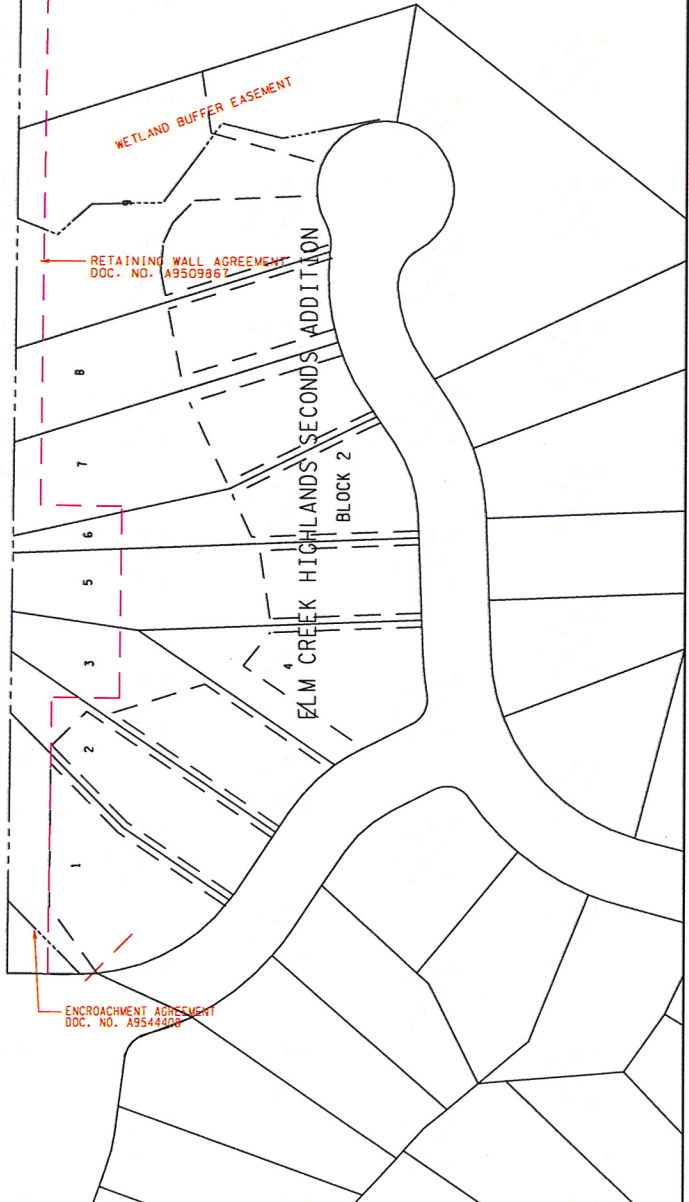 WETLAND BUFFER EASEMENT
9
RETAINING WALL AGREEMENT
DOC. NO. A9509867
8
7
6
5
3
4
2
1
ELM CREEK HIGHLANDS SECONDS ADDITION
BLOCK 2
ENCROACHMENT AGREEMENT
DOC. NO. A9544408